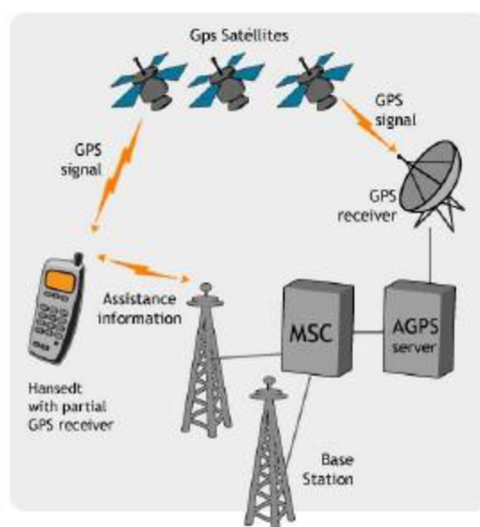 Gps Satéllites
GPS
signal
GPS
signal
GPS
receiver
Assistance
information
MSC
AGPS
server
Hansedt
with partial
GPS receiver
Base
Station